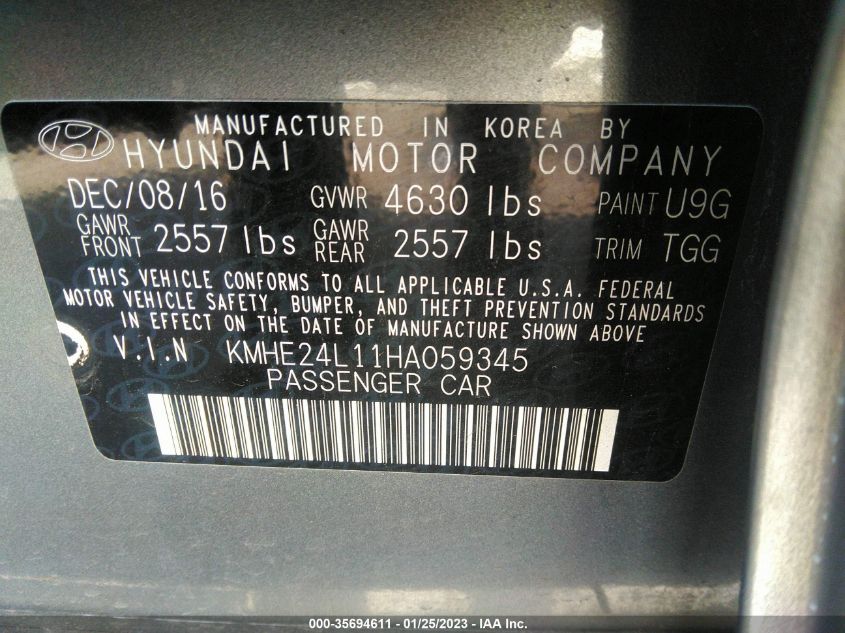 MANUFACTURED IN KOREA BY
HYUNDAI MOTOR COMPANY
DEC/08/16 GVWR 4630 lbs PAINT U9G
GAWR FRONT 2557 lbs GAWR REAR 2557 lbs TRIM TGG
THIS VEHICLE CONFORMS TO ALL APPLICABLE U.S.A. FEDERAL
MOTOR VEHICLE SAFETY, BUMPER, AND THEFT PREVENTION STANDARDS
IN EFFECT ON THE DATE OF MANUFACTURE SHOWN ABOVE
V.I.N KMHE24L11HA059345
PASSENGER CAR
000-35694611 - 01/25/2023 - IAA Inc.